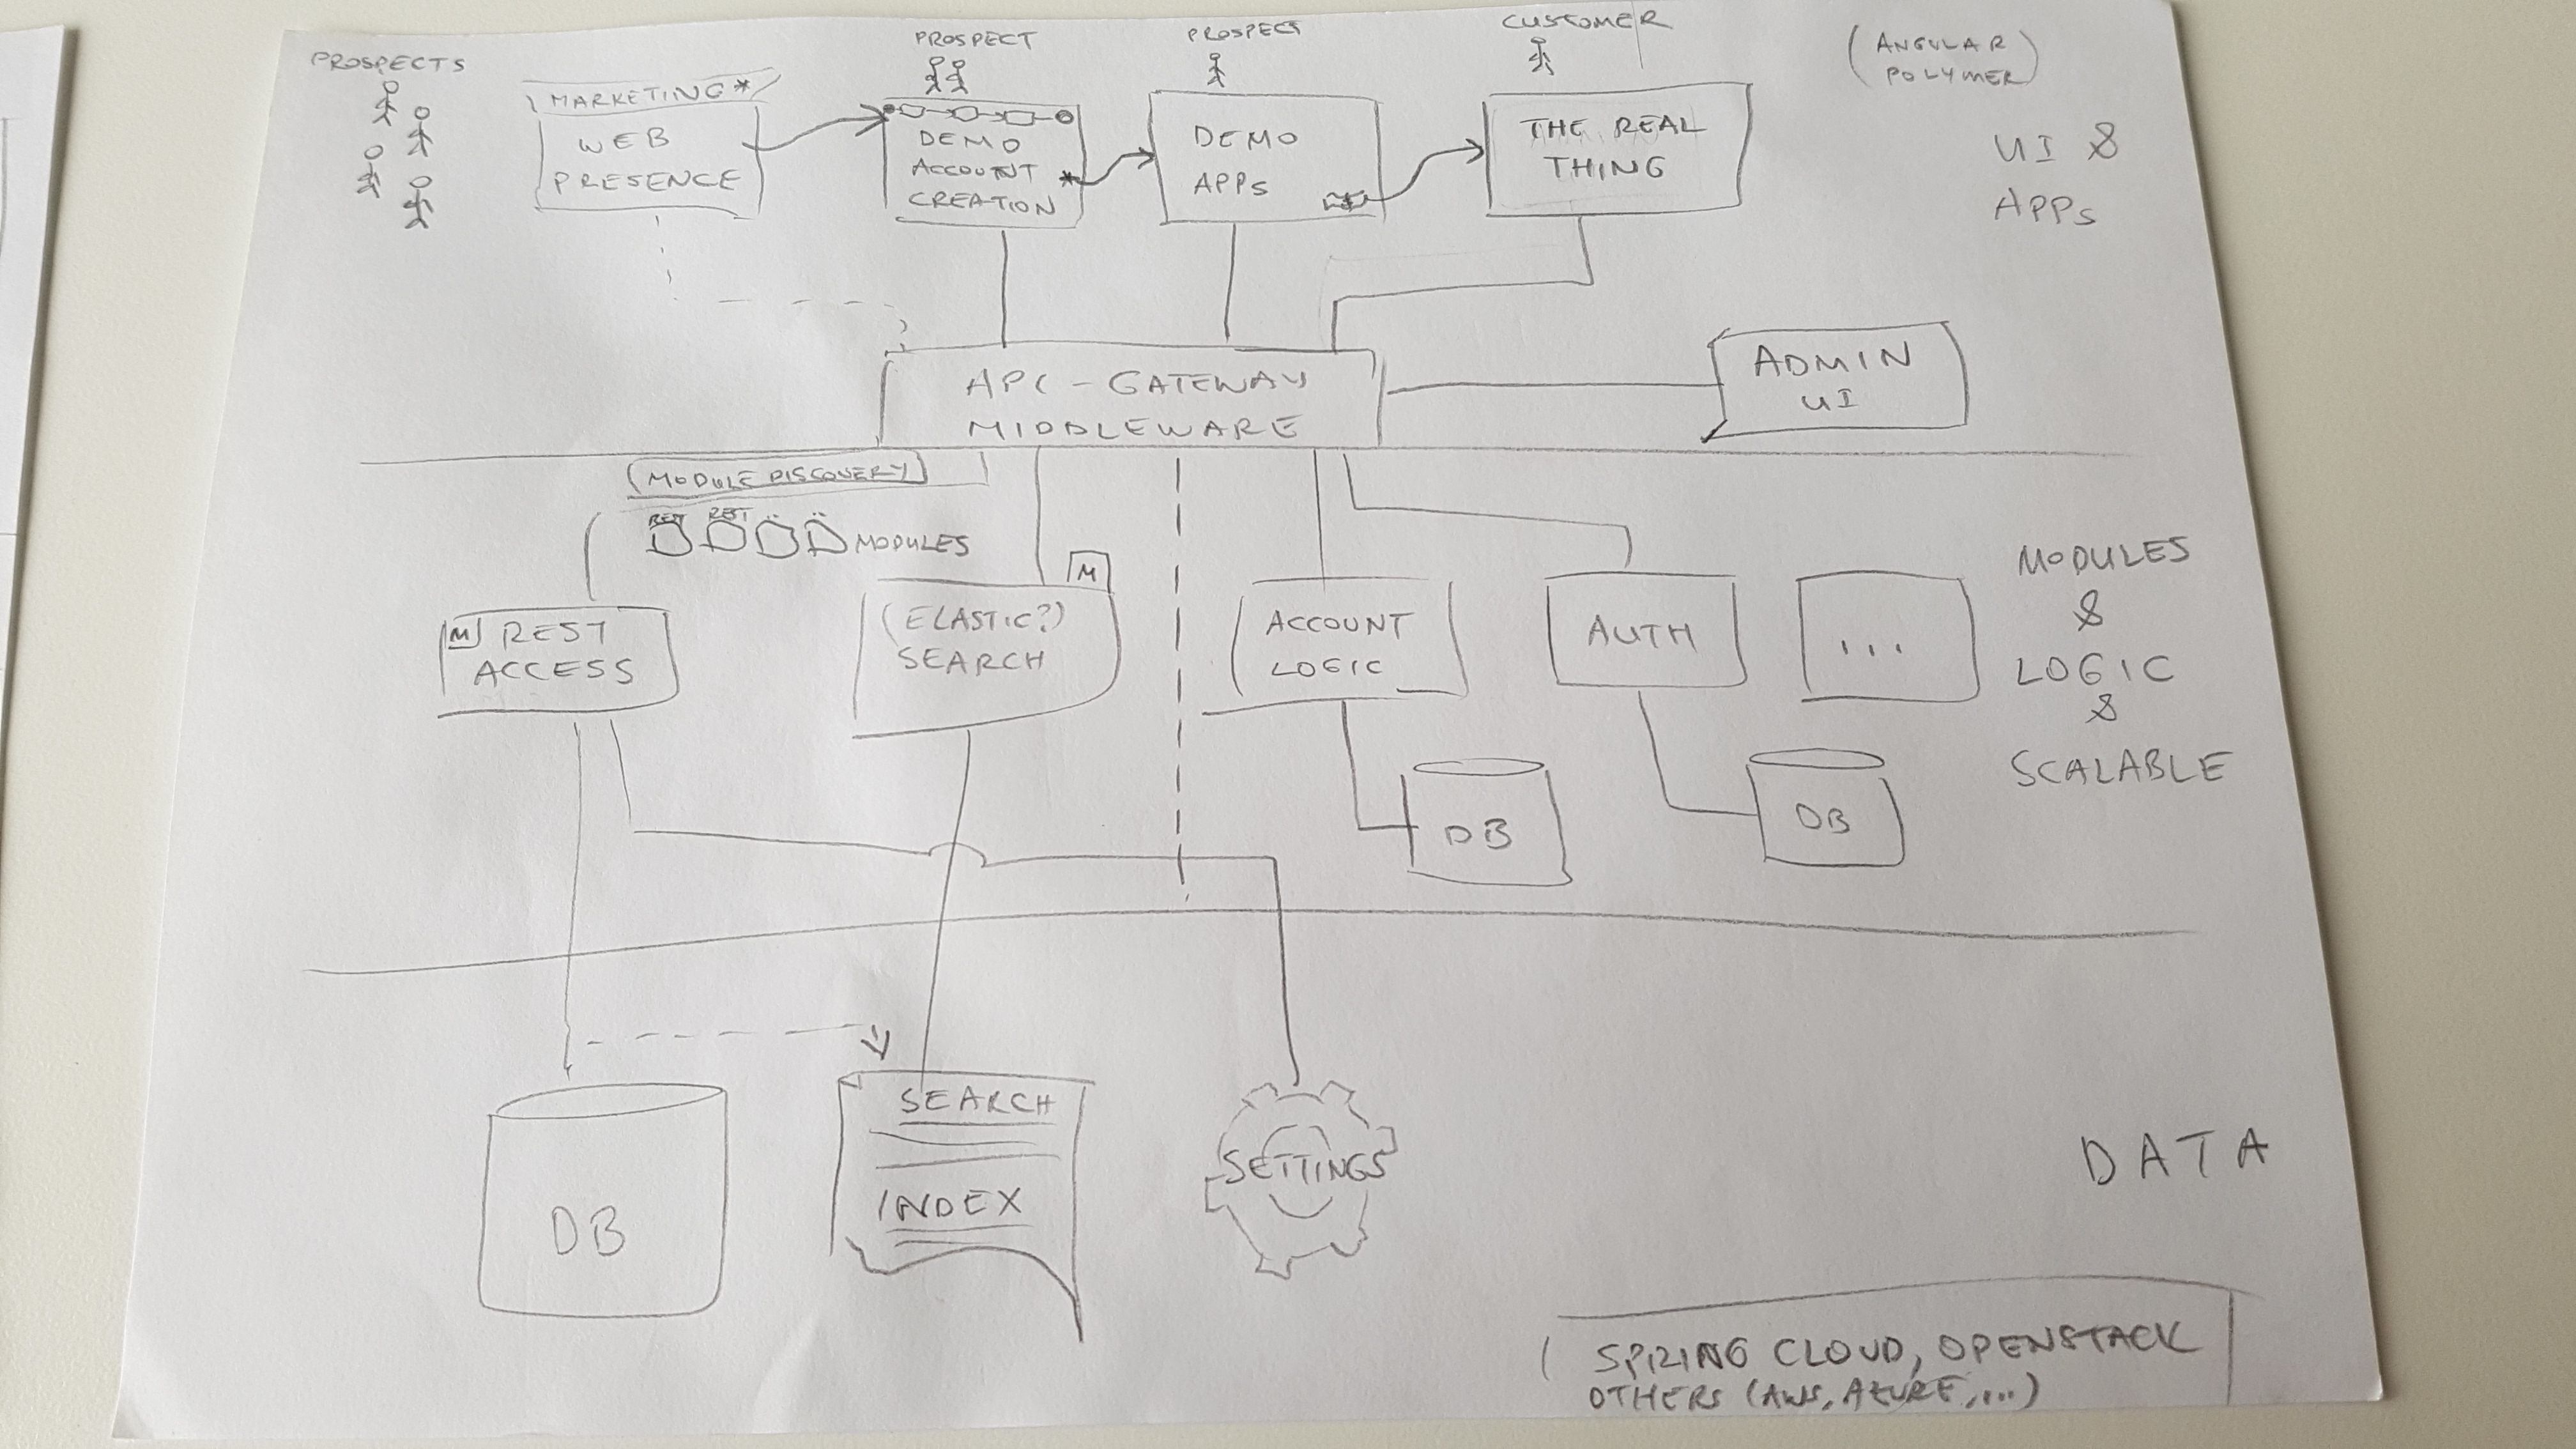 PROSPECTS
MARKETING*
WEB
PRESENCE
PROSPECT
DEMO
ACCOUNT *
CREATION
PROSPECT
DEMO
APPS
CUSTOMER
THE REAL
THING
(ANGULAR
POLYMER)
UI &
APPS
API-GATEWAY
MIDDLEWARE
ADMIN
UI
MODULE DISCOVERY
REST REST
MODULES
M REST
ACCESS
M
(ELASTIC?)
SEARCH
ACCOUNT
LOGIC
AUTH
...
MODULES
&
LOGIC
&
SCALABLE
DB
DB
DB
SEARCH
INDEX
SETTINGS
DATA
SPRING CLOUD, OPENSTACK
OTHERS (AWS, AZURE, ...)